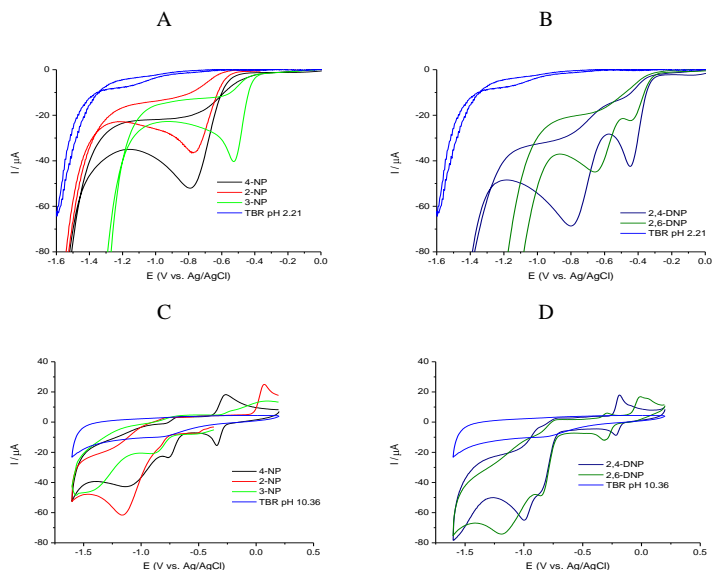 A
B
0
-20
-40
-60
-80
I / µA
4-NP
2-NP
3-NP
TBR pH 2.21
-1.6 -1.4 -1.2 -1.0 -0.8 -0.6 -0.4 -0.2 0.0
E (V vs. Ag/AgCl)
0
-20
-40
-60
-80
I / µA
2,4-DNP
2,6-DNP
TBR pH 2.21
-1.6 -1.4 -1.2 -1.0 -0.8 -0.6 -0.4 -0.2 0.0
E (V vs. Ag/AgCl)
C
D
40
20
0
-20
-40
-60
-80
I / µA
4-NP
2-NP
3-NP
TBR pH 10.36
-1.5 -1.0 -0.5 0.0 0.5
E (V vs. Ag/AgCl)
40
20
0
-20
-40
-60
-80
I / µA
2,4-DNP
2,6-DNP
TBR pH 10.36
-1.5 -1.0 -0.5 0.0 0.5
E (V vs. Ag/AgCl)